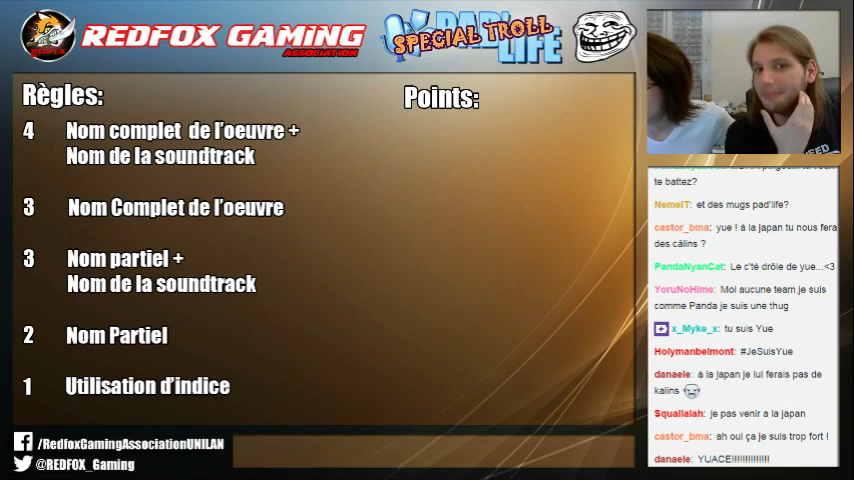 REDFOX GAMING
ASSOCIATION
REDFOX
PAD'LIFE
SPECIAL TROLL
Règles:
Points:
4 Nom complet de l'oeuvre +
Nom de la soundtrack
3 Nom Complet de l'oeuvre
3 Nom partiel +
Nom de la soundtrack
2 Nom Partiel
1 Utilisation d'indice
/RedfoxGamingAssociationUNILAN
@REDFOX_Gaming
te battez?
NemeIT: et des mugs pad'life?
castor_bma: yue ! à la japan tu nous fera
des câlins ?
PandaNyanCat: Le c'té drôle de yue...<3
YoruNoHime: Moi aucune team,je suis
comme Panda je suis une thug
x_Myke_x: tu suis Yue
Holymanbelmont: #JeSuisYue
danaele: à la japan je lui ferais pas de
kalins
Squallalah: je pas venir a la japan
castor_bma: ah oui ça je suis trop fort !
danaele: YUACE!!!!!!!!!!!!!!